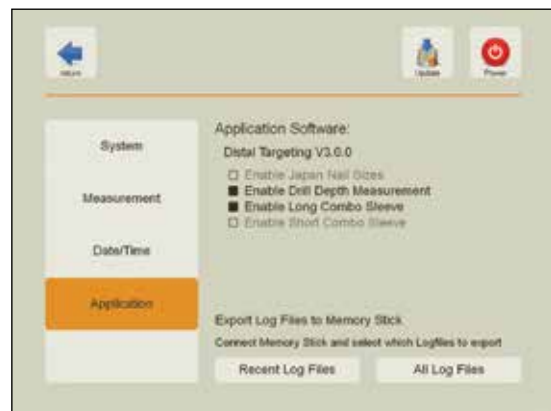 return
Update
Power
System
Measurement
Date/Time
Application
Application Software:
Distal Targeting V3.6.0
Enable Japan Nail Sizes
Enable Drill Depth Measurement
Enable Long Combo Sleeve
Enable Short Combo Sleeve
Export Log Files to Memory Stick
Connect Memory Stick and select which Logfiles to export
Recent Log Files
All Log Files